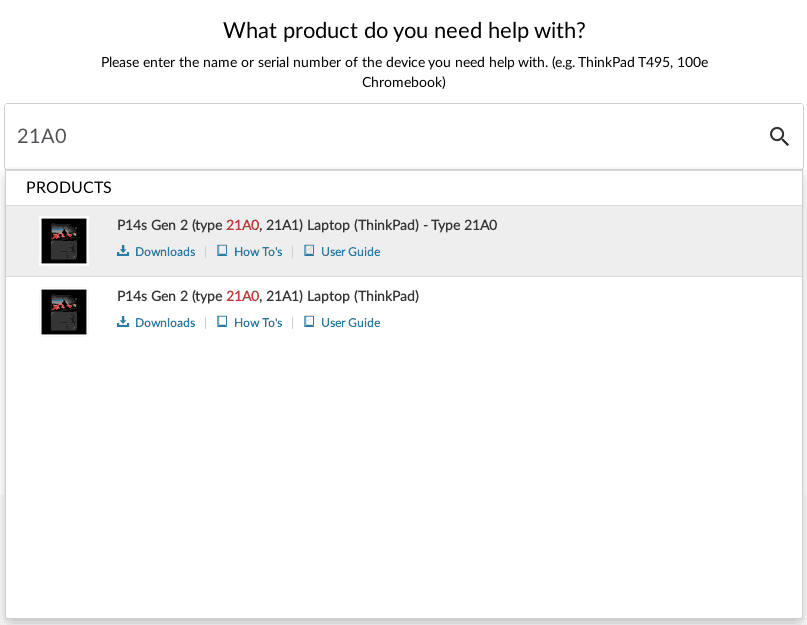 What product do you need help with?
Please enter the name or serial number of the device you need help with. (e.g. ThinkPad T495, 100e
Chromebook)
21A0
PRODUCTS
P14s Gen 2 (type 21A0, 21A1) Laptop (ThinkPad) - Type 21A0
Downloads | How To's | User Guide
P14s Gen 2 (type 21A0, 21A1) Laptop (ThinkPad)
Downloads | How To's | User Guide